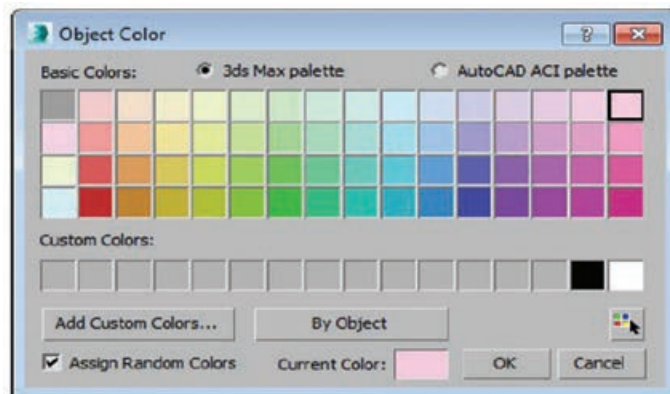 Object Color
Basic Colors: 3ds Max palette AutoCAD ACI palette
Custom Colors:
Add Custom Colors... By Object
Assign Random Colors Current Color: OK Cancel